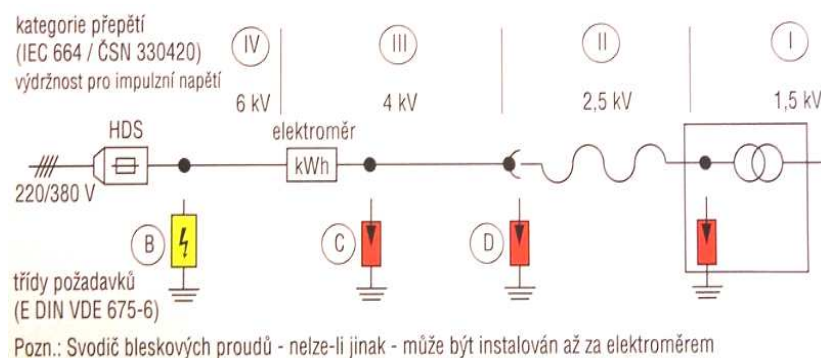 kategorie přepětí
(IEC 664 / ČSN 330420)
výdržnost pro impulzní napětí
IV III II I
6 kV 4 kV 2,5 kV 1,5 kV
HDS elektroměr
kWh
220/380 V
B C D
třídy požadavků
(E DIN VDE 675-6)
Pozn.: Svodič bleskových proudů - nelze-li jinak - může být instalován až za elektroměrem